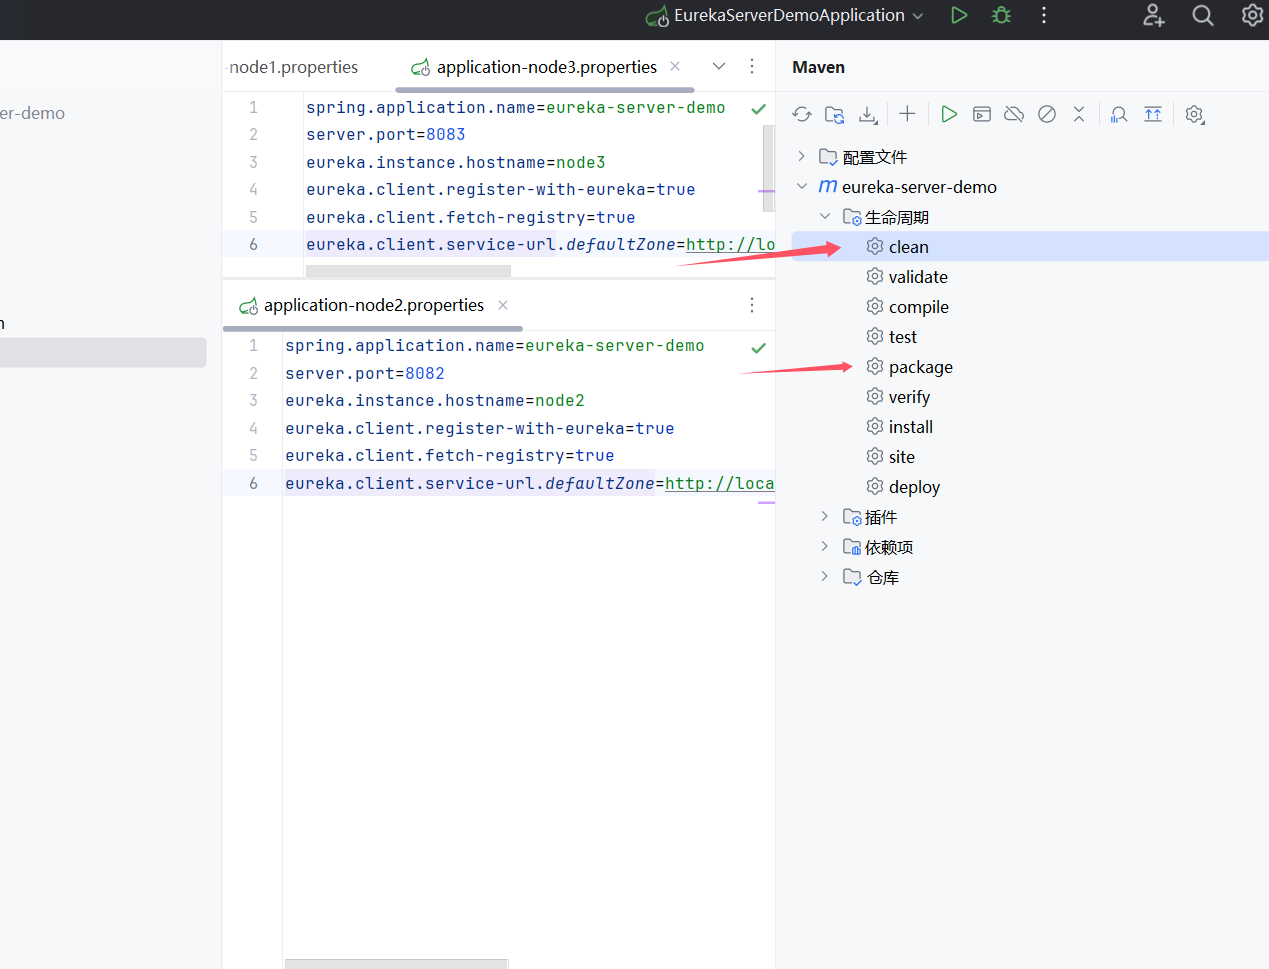 EurekaServerDemoApplication
-node1.properties
application-node3.properties
Maven
er-demo
1 spring.application.name=eureka-server-demo
2 server.port=8083
3 eureka.instance.hostname=node3
4 eureka.client.register-with-eureka=true
5 eureka.client.fetch-registry=true
6 eureka.client.service-url.defaultZone=http://lo
application-node2.properties
1 spring.application.name=eureka-server-demo
2 server.port=8082
3 eureka.instance.hostname=node2
4 eureka.client.register-with-eureka=true
5 eureka.client.fetch-registry=true
6 eureka.client.service-url.defaultZone=http://loca
配置文件
m eureka-server-demo
生命周期
clean
validate
compile
test
package
verify
install
site
deploy
插件
依赖项
仓库